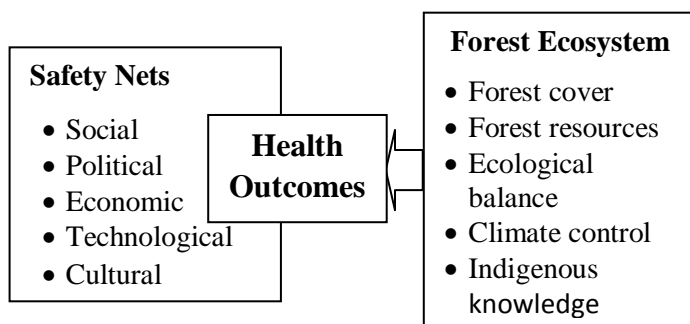 Safety Nets
• Social
• Political
• Economic
• Technological
• Cultural
Health
Outcomes
Forest Ecosystem
• Forest cover
• Forest resources
• Ecological
balance
• Climate control
• Indigenous
knowledge